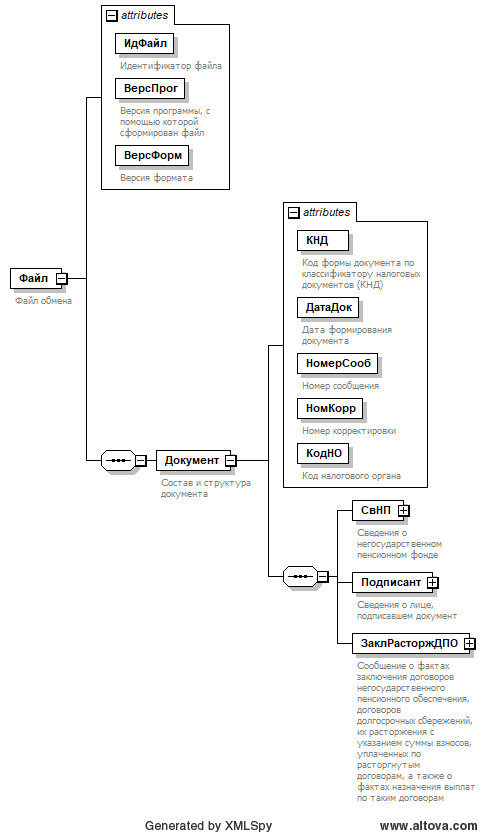 attributes
ИдФайл
Идентификатор файла
ВерсПрог
Версия программы, с
помощью которой
сформирован файл
ВерсФорм
Версия формата
Файл
Файл обмена
Документ
Состав и структура
документа
attributes
КНД
Код формы документа по
классификатору налоговых
документов (КНД)
ДатаДок
Дата формирования
документа
НомерСооб
Номер сообщения
НомКорр
Номер корректировки
КодНО
Код налогового органа
СвНП
Сведения о
негосударственном
пенсионном фонде
Подписант
Сведения о лице,
подписавшем документ
ЗаклРасторжДПО
Сообщение о фактах
заключения договоров
негосударственного
пенсионного обеспечения,
договоров
долгосрочных сбережений,
их расторжения с
указанием суммы взносов,
уплаченных по
расторгнутым
договорам, а также о
фактах назначения выплат
по таким договорам
Generated by XMLSpy
www.altova.com